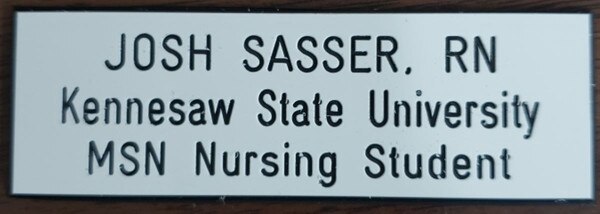 JOSH SASSER, RN
Kennesaw State University
MSN Nursing Student